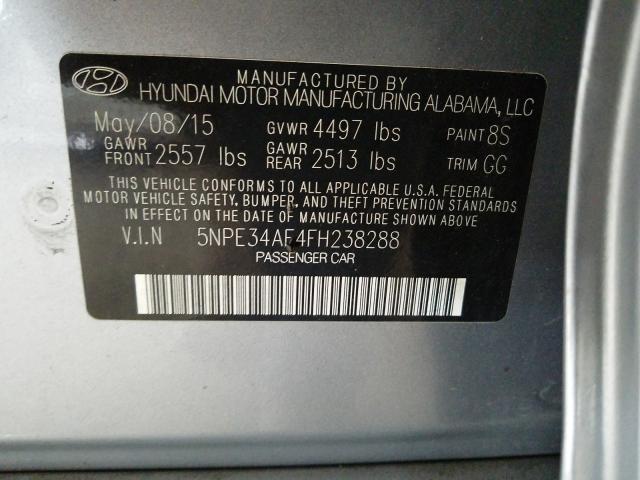 MANUFACTURED BY
HYUNDAI MOTOR MANUFACTURING ALABAMA, LLC
May/08/15 GVWR 4497 lbs PAINT 8S
GAWR FRONT 2557 lbs GAWR REAR 2513 lbs TRIM GG
THIS VEHICLE CONFORMS TO ALL APPLICABLE U.S.A. FEDERAL
MOTOR VEHICLE SAFETY, BUMPER, AND THEFT PREVENTION STANDARDS
IN EFFECT ON THE DATE OF MANUFACTURE SHOWN ABOVE
V.I.N 5NPE34AF4FH238288
PASSENGER CAR